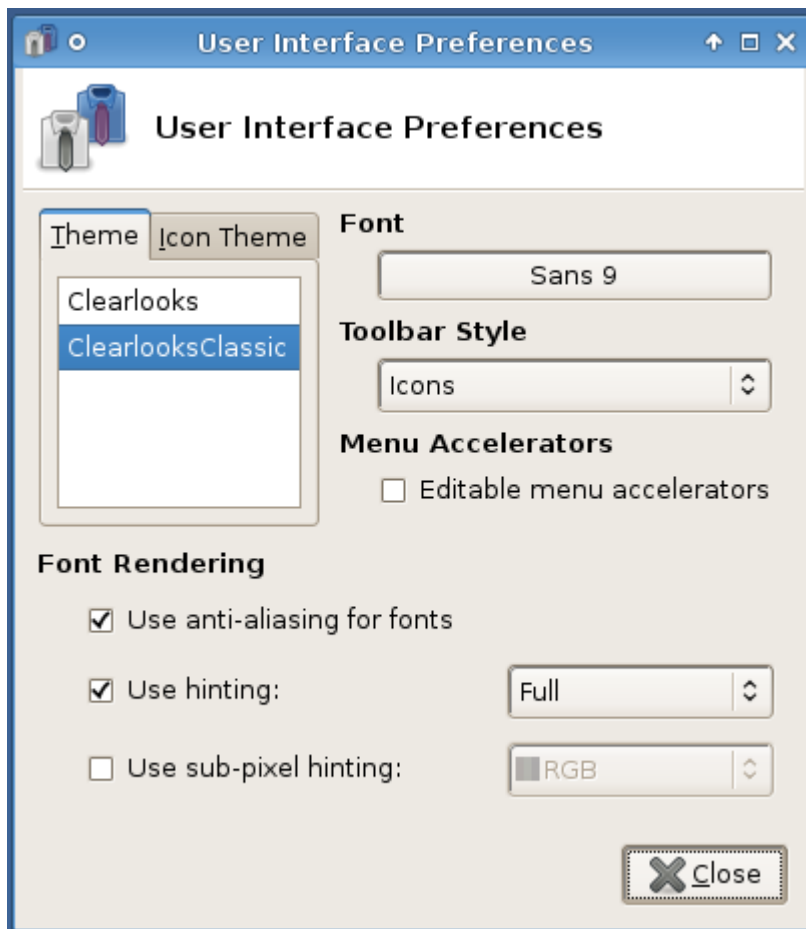 User Interface Preferences
User Interface Preferences
Theme
Icon Theme
Clearlooks
ClearlooksClassic
Font
Sans 9
Toolbar Style
Icons
Menu Accelerators
Editable menu accelerators
Font Rendering
Use anti-aliasing for fonts
Use hinting:
Full
Use sub-pixel hinting:
RGB
Close